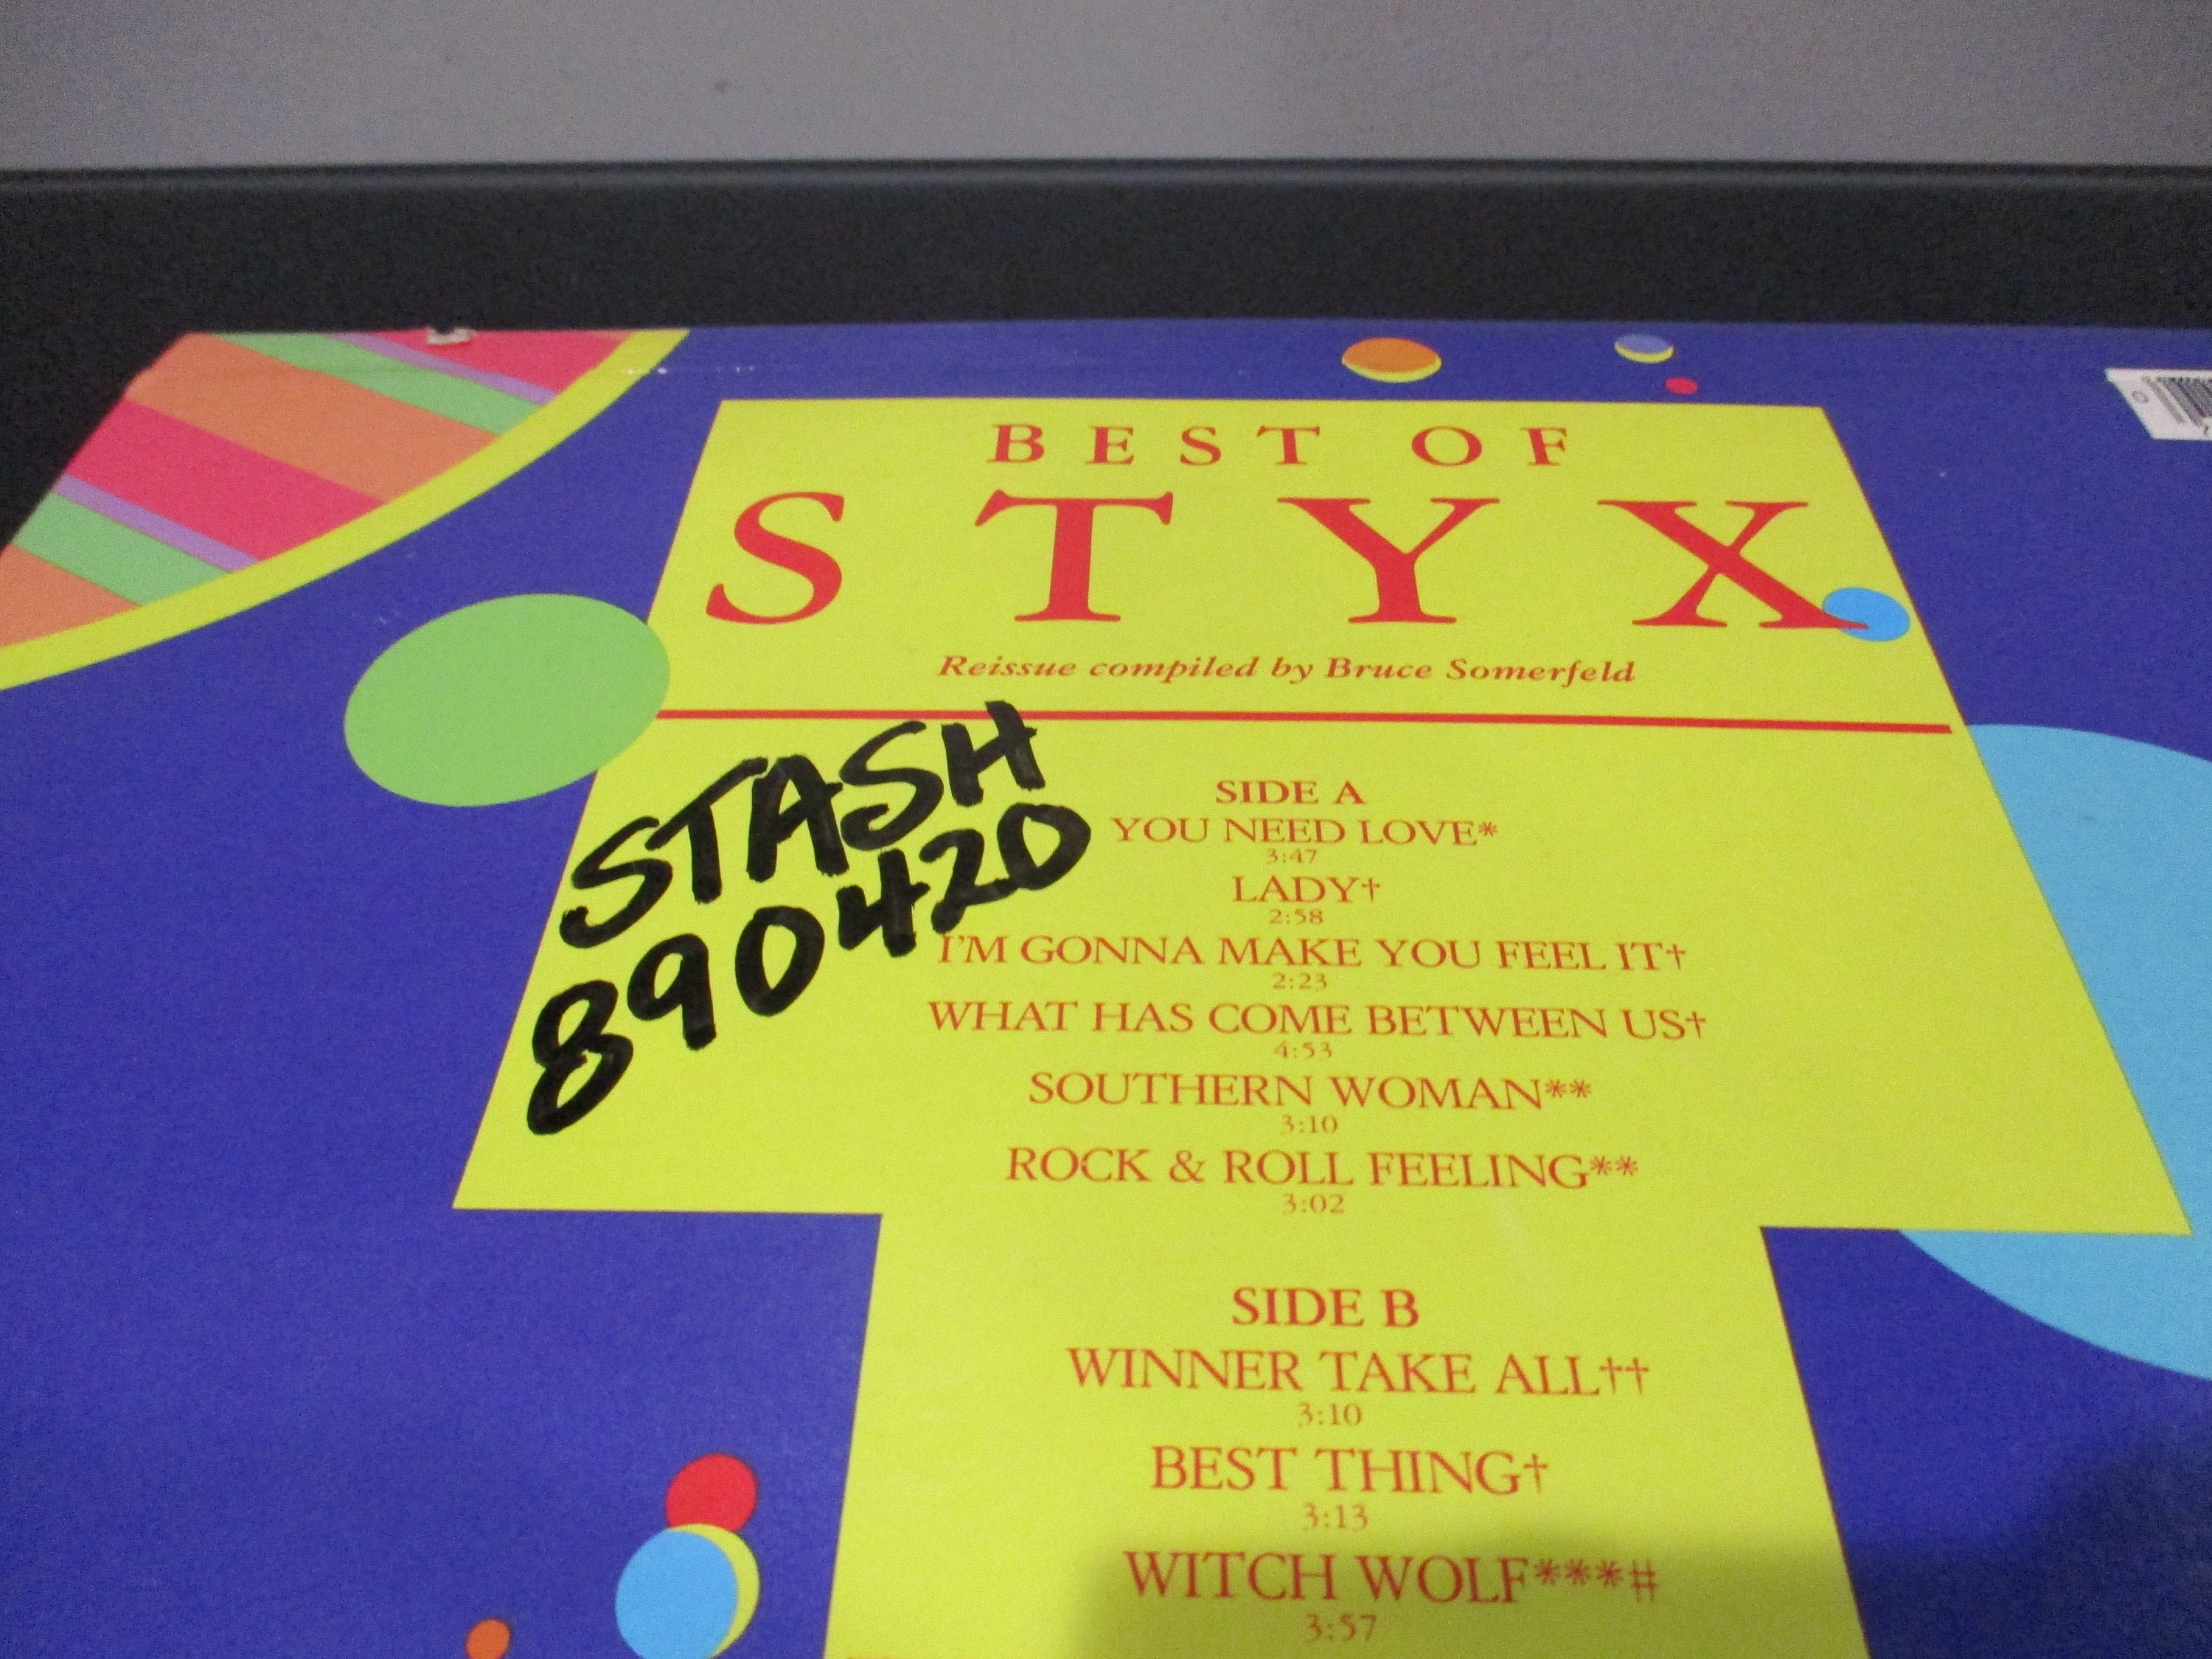 BEST OF
STYX
Reissue compiled by Bruce Somerfeld
STASH
890420
SIDE A
YOU NEED LOVE*
3:47
LADY†
2:58
I'M GONNA MAKE YOU FEEL IT†
2:23
WHAT HAS COME BETWEEN US†
4:53
SOUTHERN WOMAN**
3:10
ROCK & ROLL FEELING**
3:02
SIDE B
WINNER TAKE ALL††
3:10
BEST THING†
3:13
WITCH WOLF***#
3:57